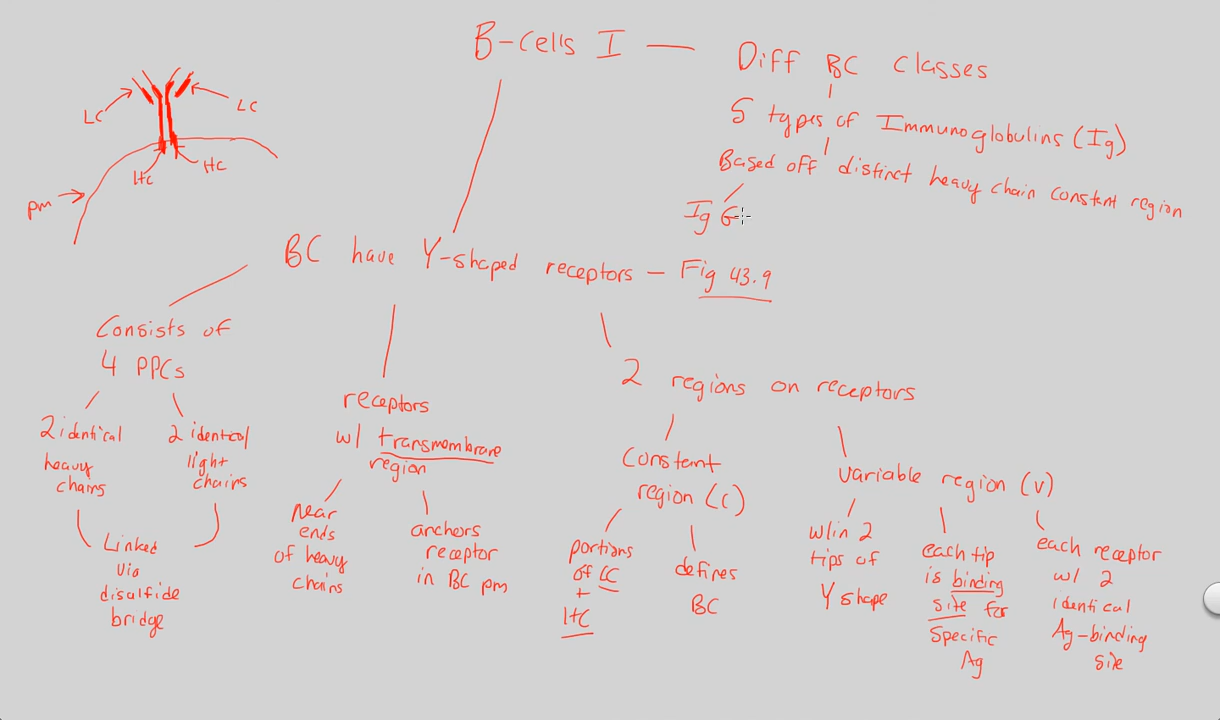 B-cells I — Diff BC classes
5 types of Immunoglobulins (Ig)
Based off distinct heavy chain constant region
Ig G
LC
LC
HC
HC
pm
BC have Y-shaped receptors — Fig 43.9
Consists of
4 PPCs
2 identical
heavy
chains
2 identical
light
chains
Linked
via
disulfide
bridge
receptors
w/ transmembrane
region
near
ends
of heavy
chains
anchors
receptor
in BC pm
2 regions on receptors
constant
region (c)
portions
of LC
+
HC
defines
BC
variable region (v)
w/in 2
tips of
Y shape
each tip
is binding
site for
specific
Ag
each receptor
w/ 2
identical
Ag-binding
site